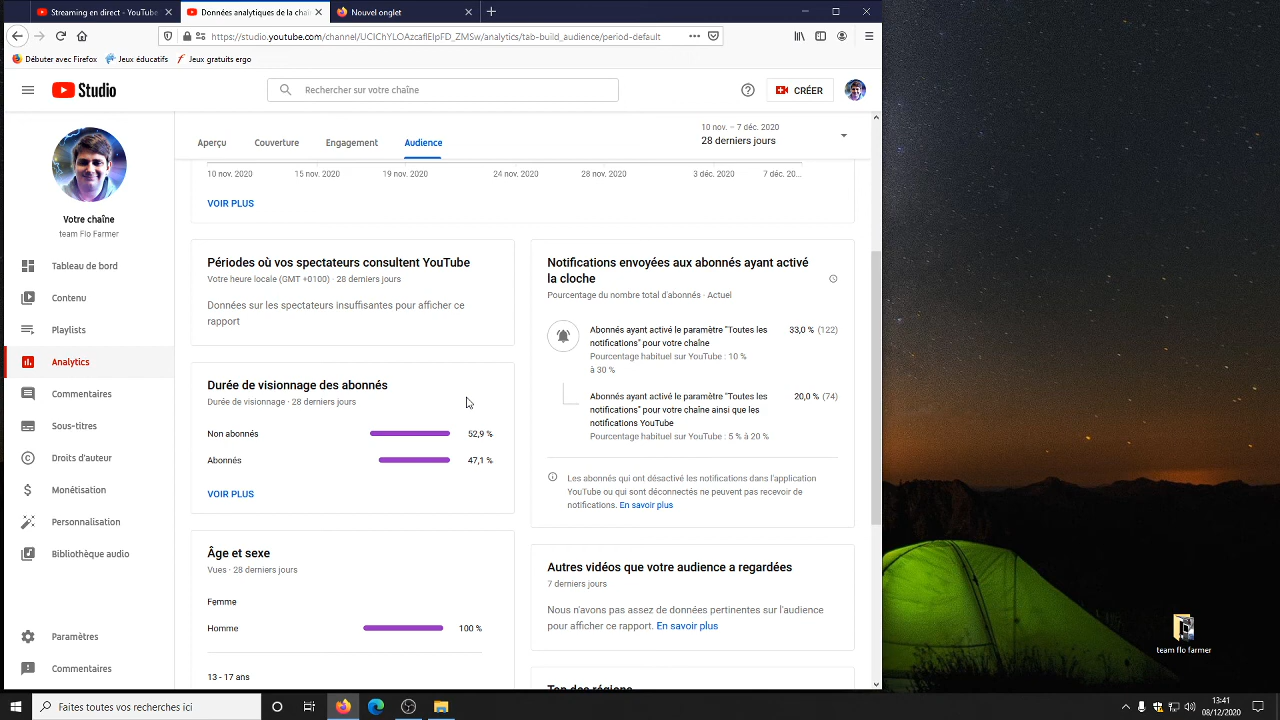 Streaming en direct - YouTube
Données analytiques de la chaî
Nouvel onglet
https://studio.youtube.com/channel/UCIChYLOAzcaflElpFD_ZMSw/analytics/tab-build_audience/period-default
Débuter avec Firefox
Jeux éducatifs
Jeux gratuits ergo
Studio
Rechercher sur votre chaîne
CRÉER
Votre chaîne
team Flo Farmer
Tableau de bord
Contenu
Playlists
Analytics
Commentaires
Sous-titres
Droits d'auteur
Monétisation
Personnalisation
Bibliothèque audio
Paramètres
Commentaires
Aperçu
Couverture
Engagement
Audience
10 nov. – 7 déc. 2020
28 derniers jours
10 nov. 2020
15 nov. 2020
19 nov. 2020
24 nov. 2020
28 nov. 2020
3 déc. 2020
7 déc. 20...
VOIR PLUS
Périodes où vos spectateurs consultent YouTube
Votre heure locale (GMT +0100) · 28 derniers jours
Données sur les spectateurs insuffisantes pour afficher ce
rapport
Durée de visionnage des abonnés
Durée de visionnage · 28 derniers jours
Non abonnés 52,9 %
Abonnés 47,1 %
VOIR PLUS
Âge et sexe
Vues · 28 derniers jours
Femme
Homme 100 %
13 - 17 ans
Notifications envoyées aux abonnés ayant activé
la cloche
Pourcentage du nombre total d'abonnés · Actuel
Abonnés ayant activé le paramètre "Toutes les 33,0 % (122)
notifications" pour votre chaîne
Pourcentage habituel sur YouTube : 10 %
à 30 %
Abonnés ayant activé le paramètre "Toutes les 20,0 % (74)
notifications" pour votre chaîne ainsi que les
notifications YouTube
Pourcentage habituel sur YouTube : 5 % à 20 %
Les abonnés qui ont désactivé les notifications dans l'application
YouTube ou qui sont déconnectés ne peuvent pas recevoir de
notifications. En savoir plus
Autres vidéos que votre audience a regardées
7 derniers jours
Nous n'avons pas assez de données pertinentes sur l'audience
pour afficher ce rapport. En savoir plus
Top des régions
team flo farmer
Faites toutes vos recherches ici
13:41
08/12/2020